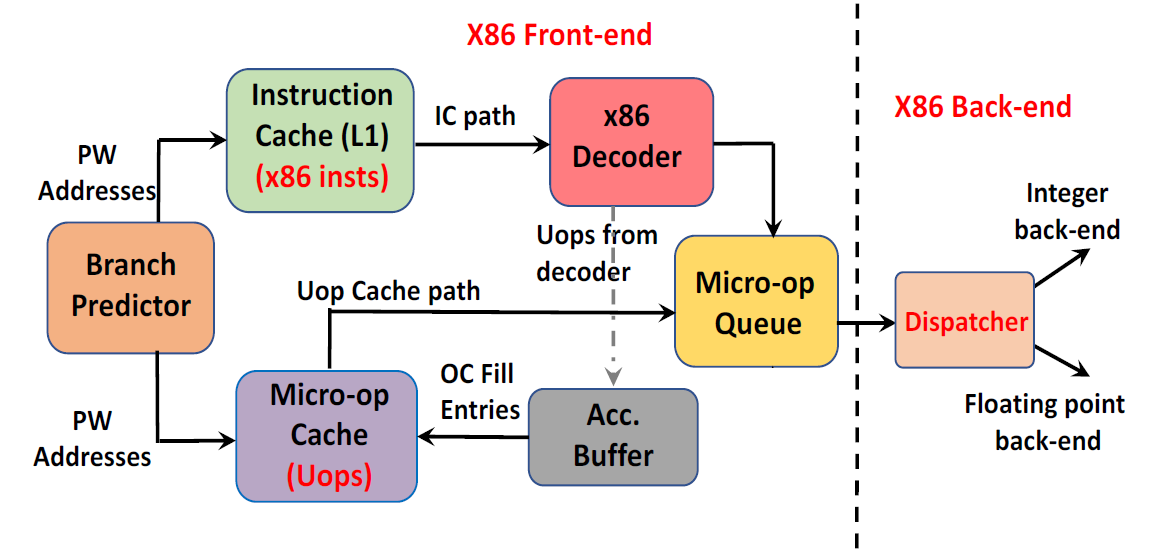 X86 Front-end
X86 Back-end
Instruction
Cache (L1)
(x86 insts)
IC path
x86
Decoder
PW
Addresses
Branch
Predictor
Uops from
decoder
Uop Cache path
Micro-op
Queue
Integer
back-end
Dispatcher
Floating point
back-end
PW
Addresses
Micro-op
Cache
(Uops)
OC Fill
Entries
Acc.
Buffer